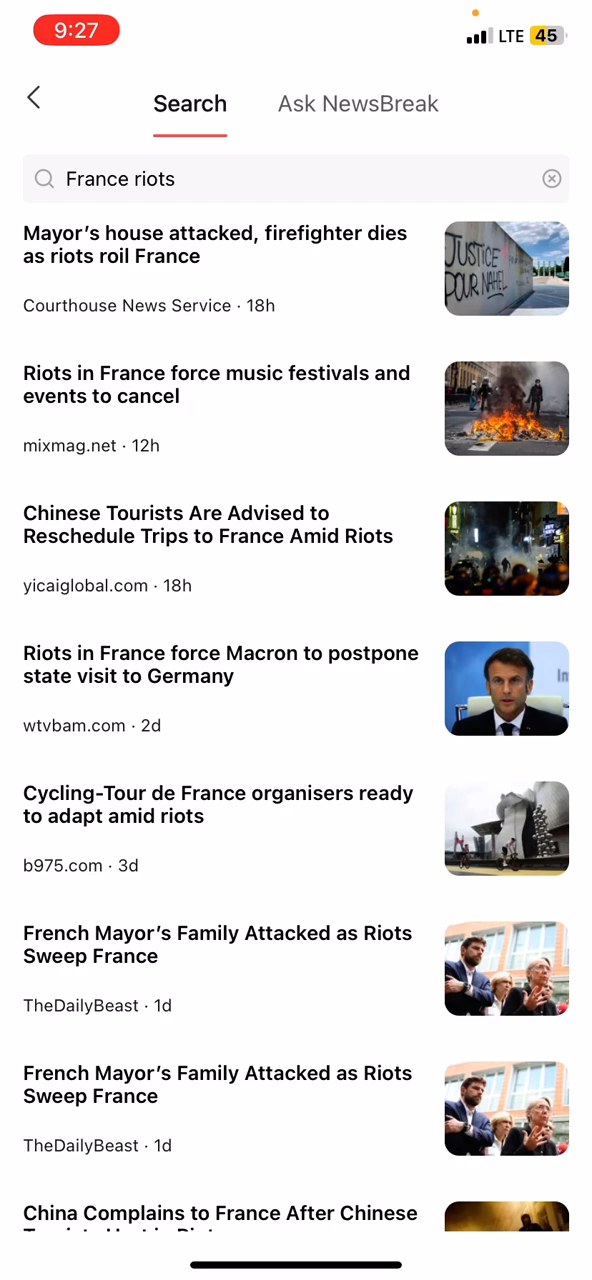 9:27
LTE 45
Search
Ask NewsBreak
France riots
Mayor’s house attacked, firefighter dies
as riots roil France
Courthouse News Service · 18h
JUSTICE
POUR NAHEL
Riots in France force music festivals and
events to cancel
mixmag.net · 12h
Chinese Tourists Are Advised to
Reschedule Trips to France Amid Riots
yicaiglobal.com · 18h
Riots in France force Macron to postpone
state visit to Germany
wtvbam.com · 2d
Cycling-Tour de France organisers ready
to adapt amid riots
b975.com · 3d
French Mayor’s Family Attacked as Riots
Sweep France
TheDailyBeast · 1d
French Mayor’s Family Attacked as Riots
Sweep France
TheDailyBeast · 1d
China Complains to France After Chinese